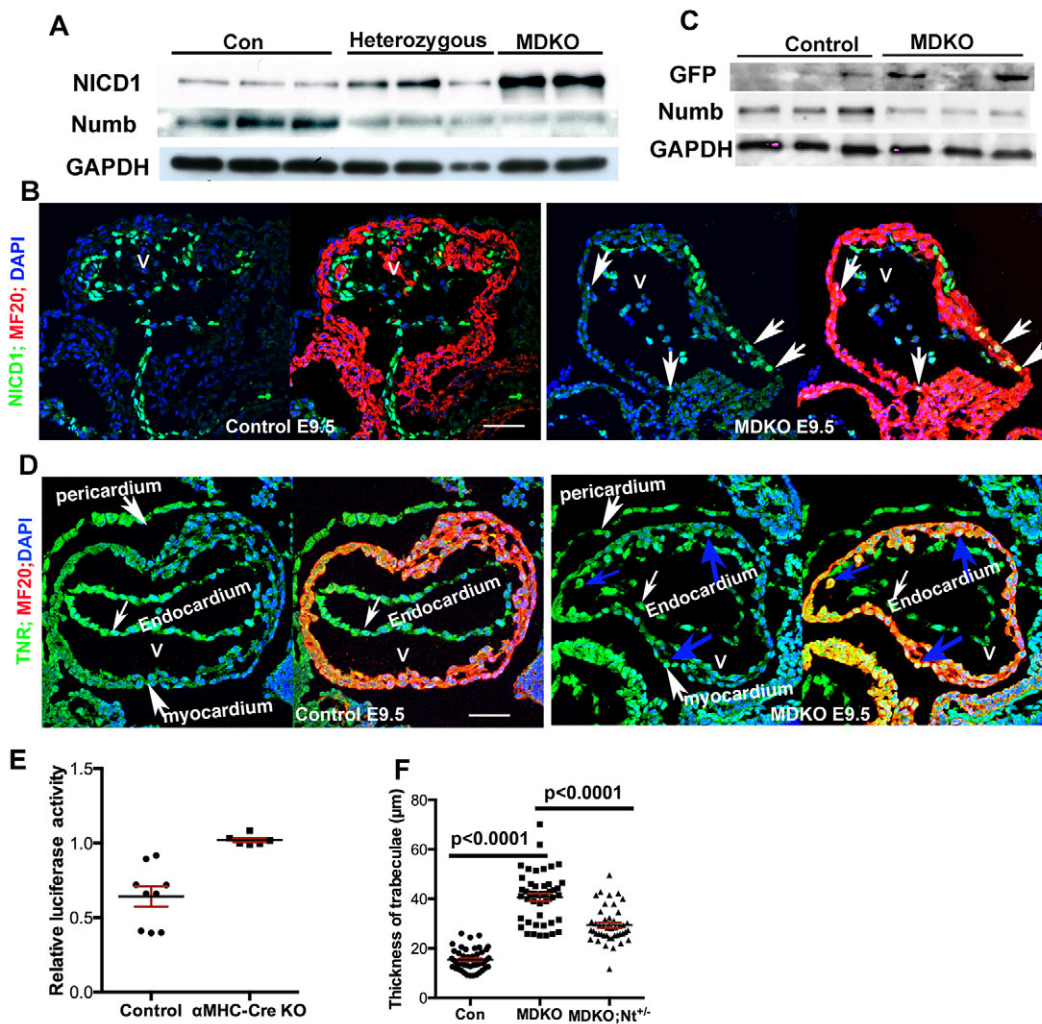 A
Con
Heterozygous
MDKO
NICD1
Numb
GAPDH
C
Control
MDKO
GFP
Numb
GAPDH
B
NICD1; MF20; DAPI
V
V
Control E9.5
V
V
MDKO E9.5
D
TNR; MF20;DAPI
pericardium
Endocardium
V
myocardium
Endocardium
V
Control E9.5
pericardium
Endocardium
V
myocardium
Endocardium
V
MDKO E9.5
E
Relative luciferase activity
1.5
1.0
0.5
0.0
Control
αMHC-Cre KO
F
Thickness of trabeculae (μm)
80
60
40
20
0
p<0.0001
p<0.0001
Con
MDKO
MDKO;Nt+/-